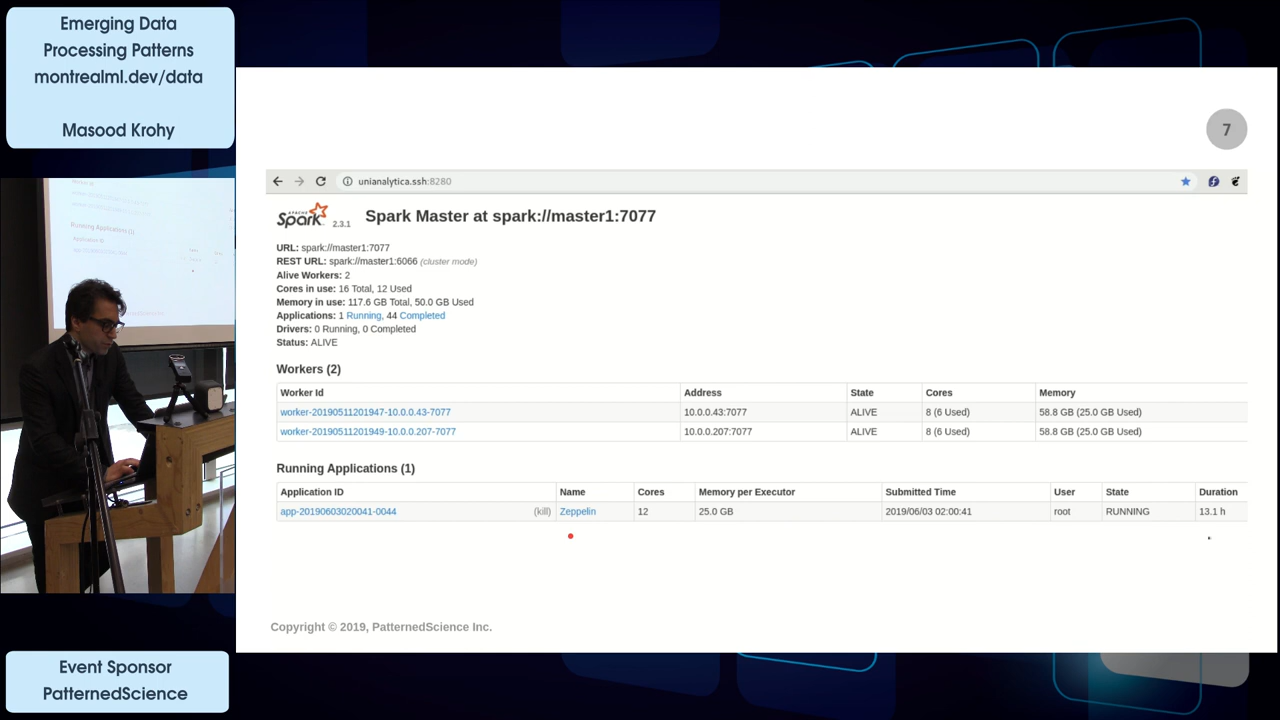 Emerging Data
Processing Patterns
montrealml.dev/data
Masood Krohy
7
unianalytica.ssh:8280
APACHE
Spark 2.3.1 Spark Master at spark://master1:7077
URL: spark://master1:7077
REST URL: spark://master1:6066 (cluster mode)
Alive Workers: 2
Cores in use: 16 Total, 12 Used
Memory in use: 117.6 GB Total, 50.0 GB Used
Applications: 1 Running, 44 Completed
Drivers: 0 Running, 0 Completed
Status: ALIVE
Workers (2)
Worker Id Address State Cores Memory
worker-20190511201947-10.0.0.43-7077 10.0.0.43:7077 ALIVE 8 (6 Used) 58.8 GB (25.0 GB Used)
worker-20190511201949-10.0.0.207-7077 10.0.0.207:7077 ALIVE 8 (6 Used) 58.8 GB (25.0 GB Used)
Running Applications (1)
Application ID Name Cores Memory per Executor Submitted Time User State Duration
app-20190603020041-0044 (kill) Zeppelin 12 25.0 GB 2019/06/03 02:00:41 root RUNNING 13.1 h
Copyright © 2019, PatternedScience Inc.
Running Applications (1)
Application ID
Event Sponsor
PatternedScience